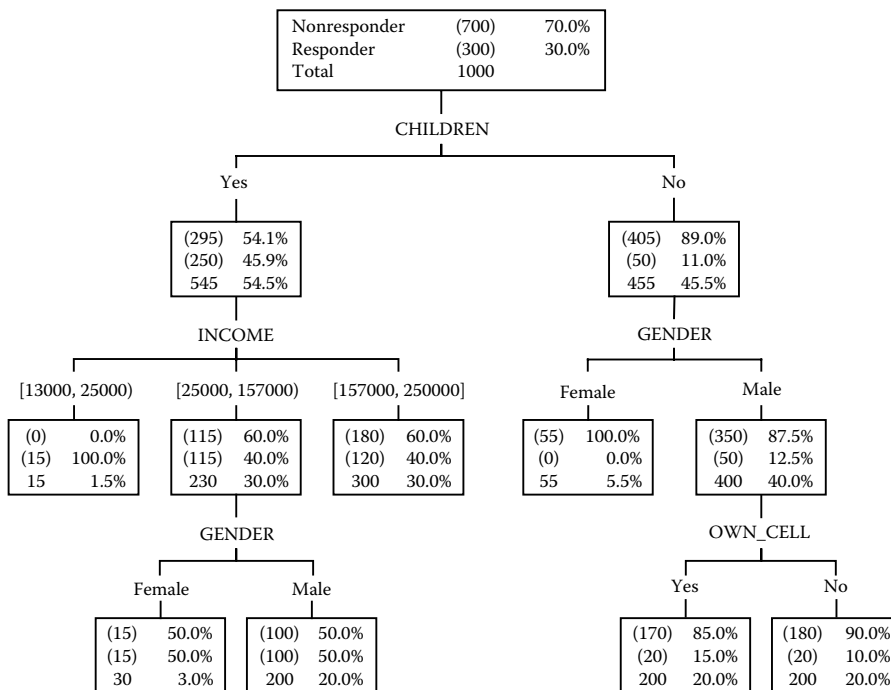 Nonresponder (700) 70.0%
Responder (300) 30.0%
Total 1000
CHILDREN
Yes No
(295) 54.1% (405) 89.0%
(250) 45.9% (50) 11.0%
545 54.5% 455 45.5%
INCOME GENDER
[13000, 25000) [25000, 157000) [157000, 250000] Female Male
(0) 0.0% (115) 60.0% (180) 60.0% (55) 100.0% (350) 87.5%
(15) 100.0% (115) 40.0% (120) 40.0% (0) 0.0% (50) 12.5%
15 1.5% 230 30.0% 300 30.0% 55 5.5% 400 40.0%
GENDER OWN_CELL
Female Male Yes No
(15) 50.0% (100) 50.0% (170) 85.0% (180) 90.0%
(15) 50.0% (100) 50.0% (20) 15.0% (20) 10.0%
30 3.0% 200 20.0% 200 20.0% 200 20.0%